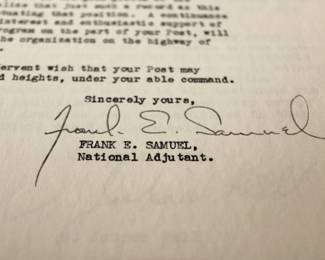 alize that just such a record as this
duating that position. A continuance
interest and enthusiastic support of
rogram on the part of your Post, will
the organization on the highway of
ervent wish that your Post may
d heights, under your able command.
Sincerely yours,
Frank E. Samuel
FRANK E. SAMUEL,
National Adjutant.